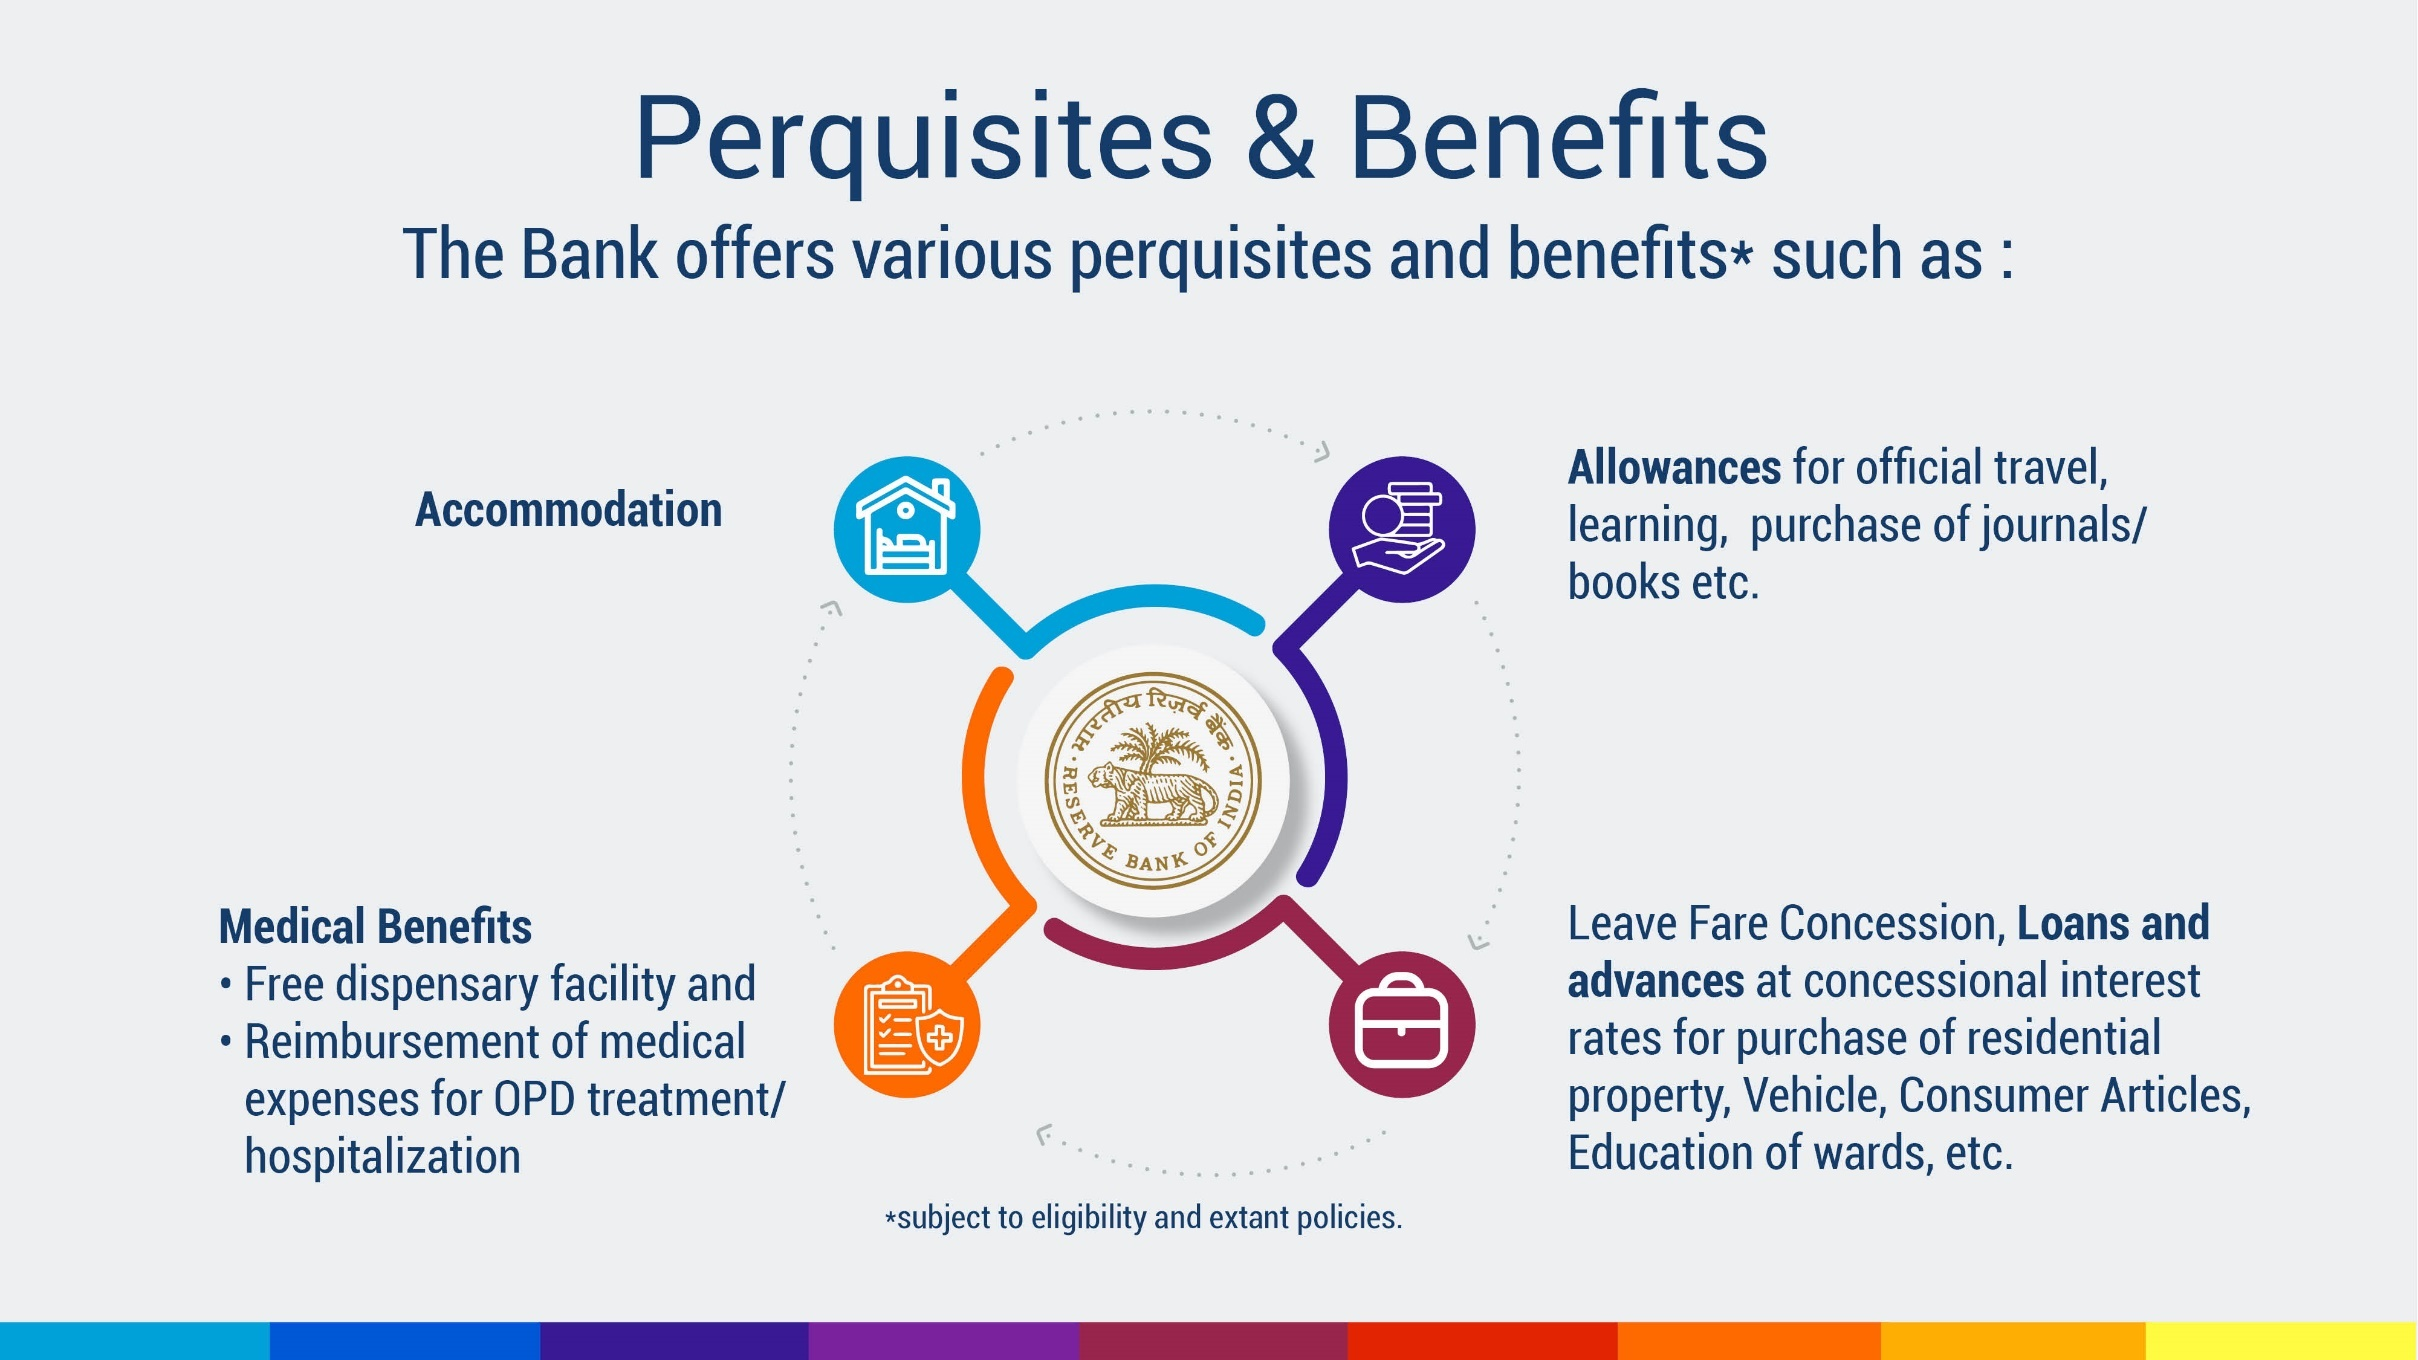 Perquisites & Benefits
The Bank offers various perquisites and benefits* such as :
Accommodation
Allowances for official travel,
learning,  purchase of journals/
books etc.
भारतीय रिज़र्व बैंक
RESERVE BANK OF INDIA
Medical Benefits
• Free dispensary facility and
• Reimbursement of medical
expenses for OPD treatment/
hospitalization
Leave Fare Concession, Loans and
advances at concessional interest
rates for purchase of residential
property, Vehicle, Consumer Articles,
Education of wards, etc.
*subject to eligibility and extant policies.